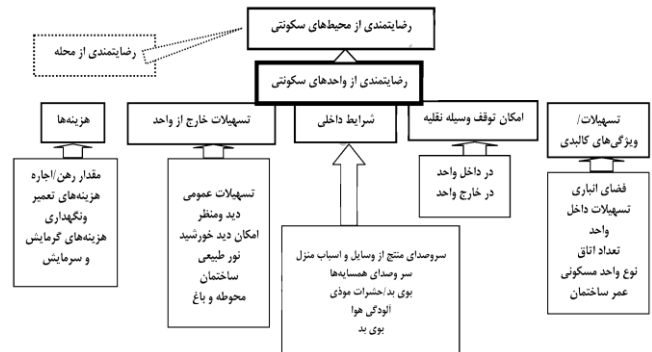 رضایتمندی از محیط‌های سکونتی
رضایتمندی از محله
رضایتمندی از واحدهای سکونتی
تسهیلات/
ویژگی‌های کالبدی
امکان توقف وسیله نقلیه
شرایط داخلی
تسهیلات خارج از واحد
هزینه‌ها
فضای انباری
تسهیلات داخل
واحد
تعداد اتاق
نوع واحد مسکونی
عمر ساختمان
در داخل واحد
در خارج واحد
سروصدای منتج از وسایل و اسباب منزل
سر وصدای همسایه‌ها
بوی بد/حشرات موذی
آلودگی هوا
بوی بد
تسهیلات عمومی
دید ومنظر
امکان دید خورشید
نور طبیعی
ساختمان
محوطه و باغ
مقدار رهن/اجاره
هزینه‌های تعمیر
ونگهداری
هزینه‌های گرمایش
و سرمایش